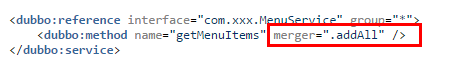 <dubbo:reference interface="com.xxx.MenuService" group="*">
<dubbo:method name="getMenuItems" merger=".addAll" />
</dubbo:service>